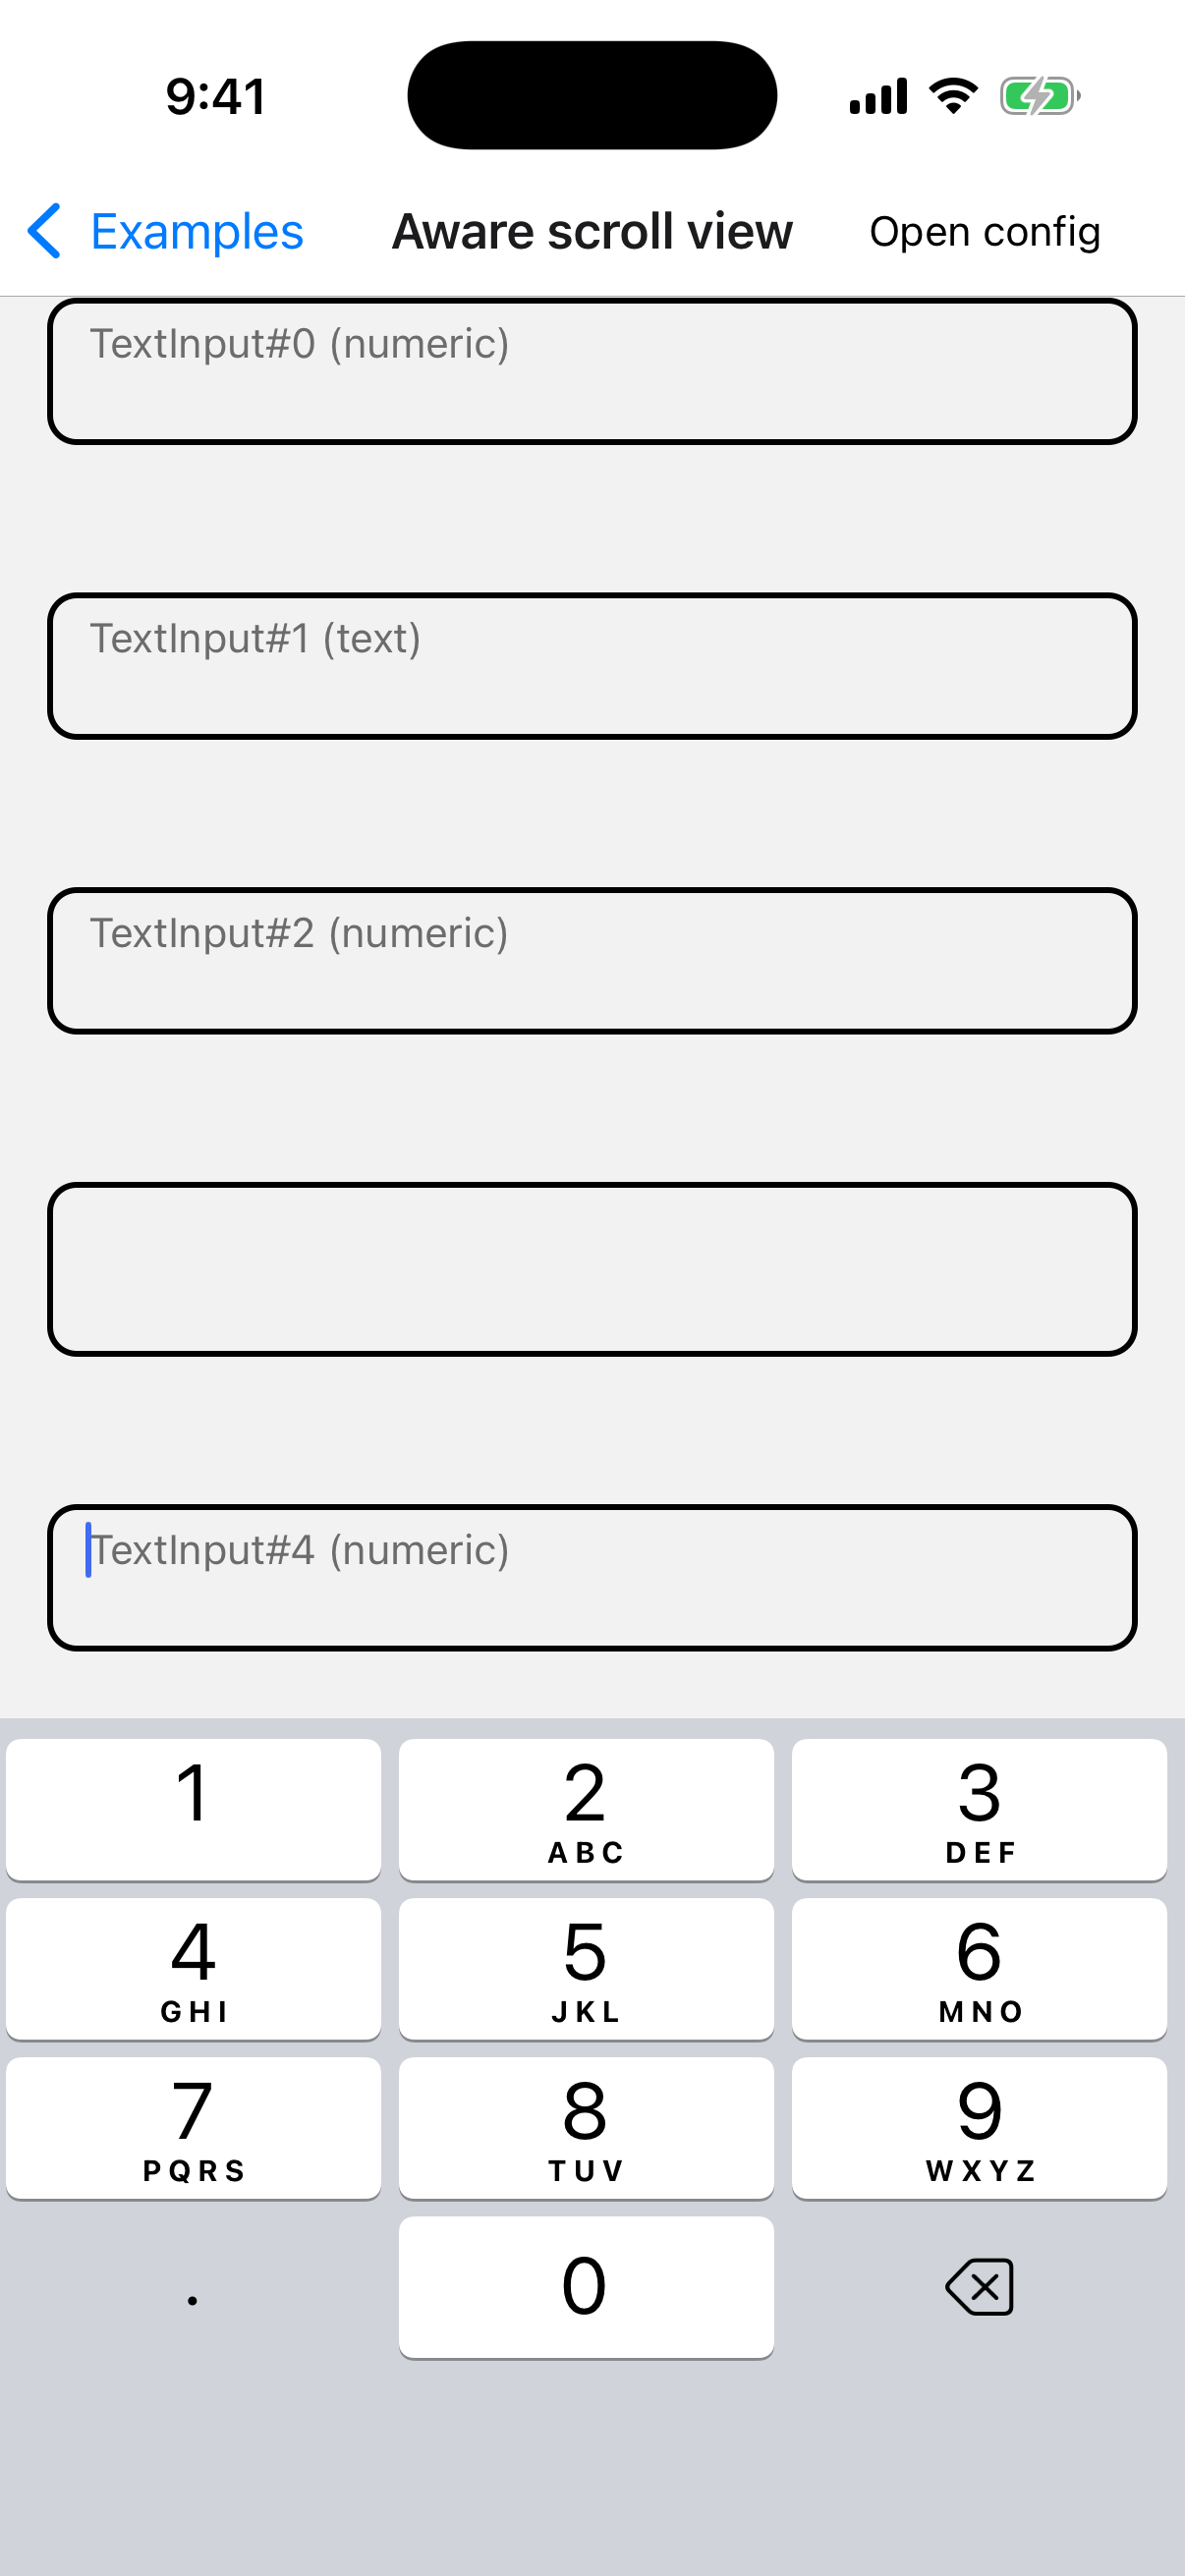 9:41
Examples
Aware scroll view
Open config
TextInput#0 (numeric)
TextInput#1 (text)
TextInput#2 (numeric)
TextInput#4 (numeric)
1
2
3
ABC
DEF
4
5
6
GHI
JKL
MNO
7
8
9
PQRS
TUV
WXYZ
.
0